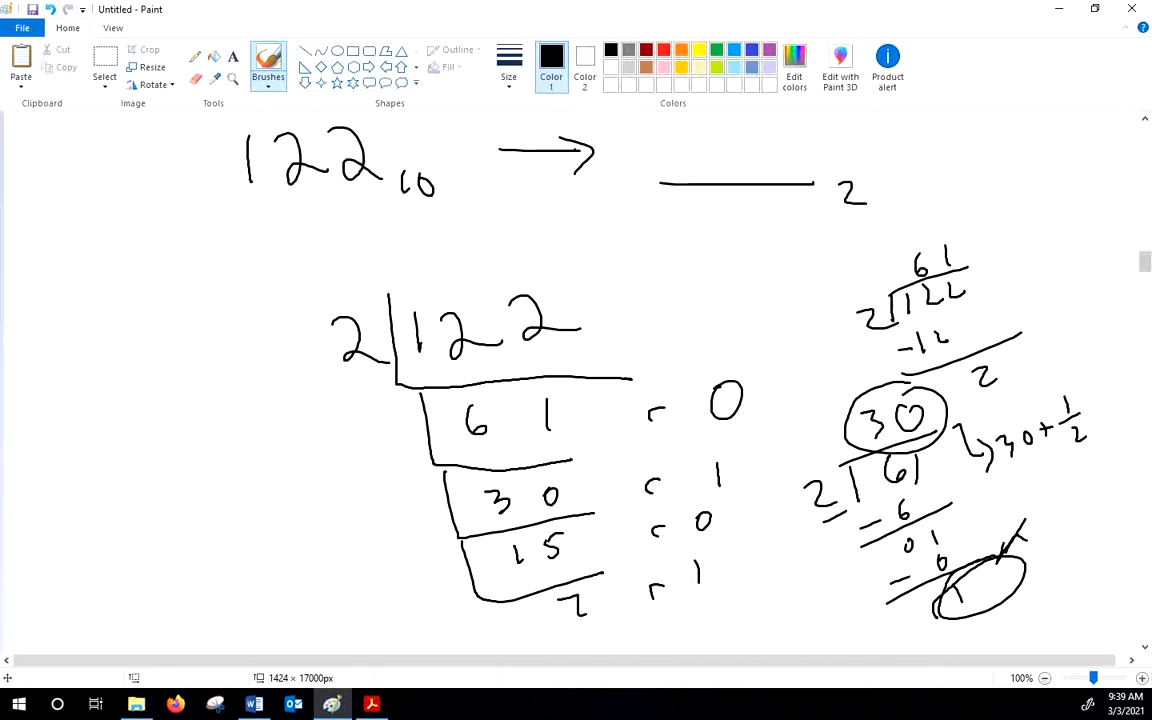 Untitled - Paint
File Home View
Paste
Cut
Copy
Clipboard
Select
Crop
Resize
Rotate
Image
A
Tools
Brushes
Outline
Fill
Shapes
Size
Color 1
Color 2
Edit colors
Edit with Paint 3D
Product alert
Colors
122₁₀ → ____ ₂
61
2 122
-12
2
2 122
61 r 0
30 r 1
15 r 0
7 r 1
30 30 + 1/2
2 61
- 6
01
- 0
1
1424 × 17000px
100%
9:39 AM
3/3/2021